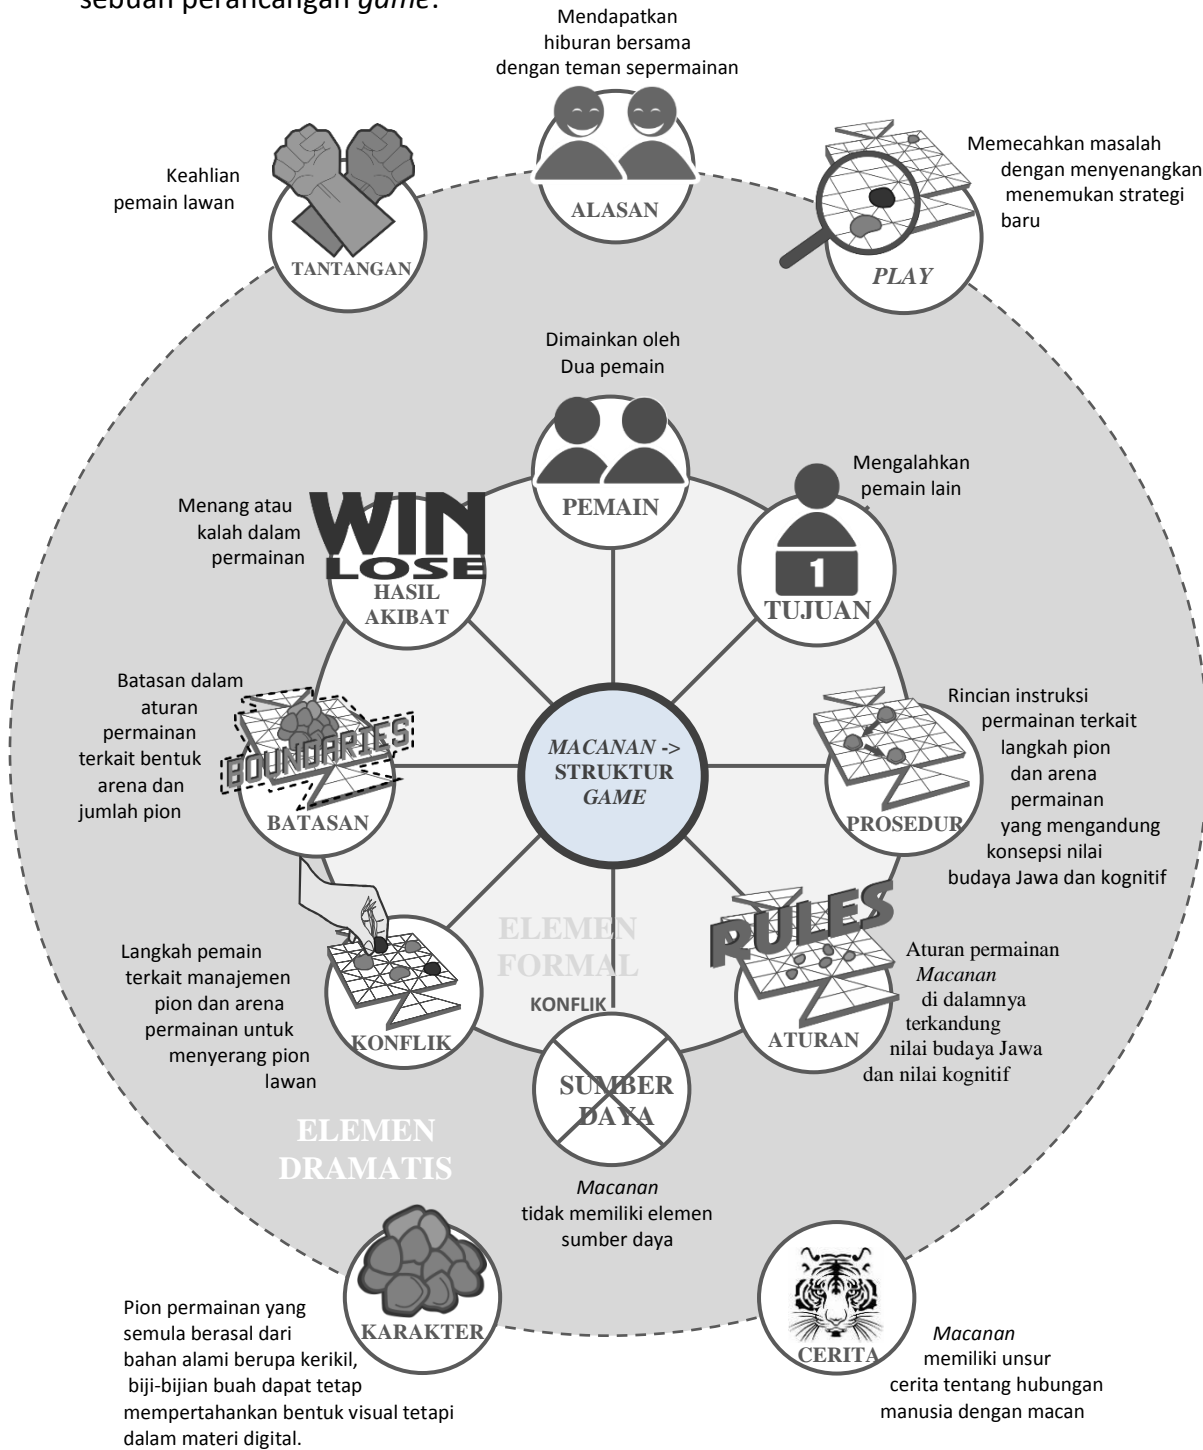 sebuah perancangan game.
Mendapatkan
hiburan bersama
dengan teman sepermainan
ALASAN
Keahlian
pemain lawan
TANTANGAN
Memecahkan masalah
dengan menyenangkan
menemukan strategi
baru
PLAY
Dimainkan oleh
Dua pemain
PEMAIN
Menang atau
kalah dalam
permainan
WIN
LOSE
HASIL
AKIBAT
Mengalahkan
pemain lain
1
TUJUAN
Batasan dalam
aturan
permainan
terkait bentuk
arena dan
jumlah pion
BOUNDARIES
BATASAN
MACANAN ->
STRUKTUR
GAME
Rincian instruksi
permainan terkait
langkah pion
dan arena
permainan
yang mengandung
konsepsi nilai
budaya Jawa dan kognitif
PROSEDUR
Langkah pemain
terkait manajemen
pion dan arena
permainan untuk
menyerang pion
lawan
KONFLIK
ELEMEN
FORMAL
KONFLIK
RULES
ATURAN
Aturan permainan
Macanan
di dalamnya
terkandung
nilai budaya Jawa
dan nilai kognitif
SUMBER
DAYA
Macanan
tidak memiliki elemen
sumber daya
ELEMEN
DRAMATIS
KARAKTER
Pion permainan yang
semula berasal dari
bahan alami berupa kerikil,
biji-bijian buah dapat tetap
mempertahankan bentuk visual tetapi
dalam materi digital.
CERITA
Macanan
memiliki unsur
cerita tentang hubungan
manusia dengan macan